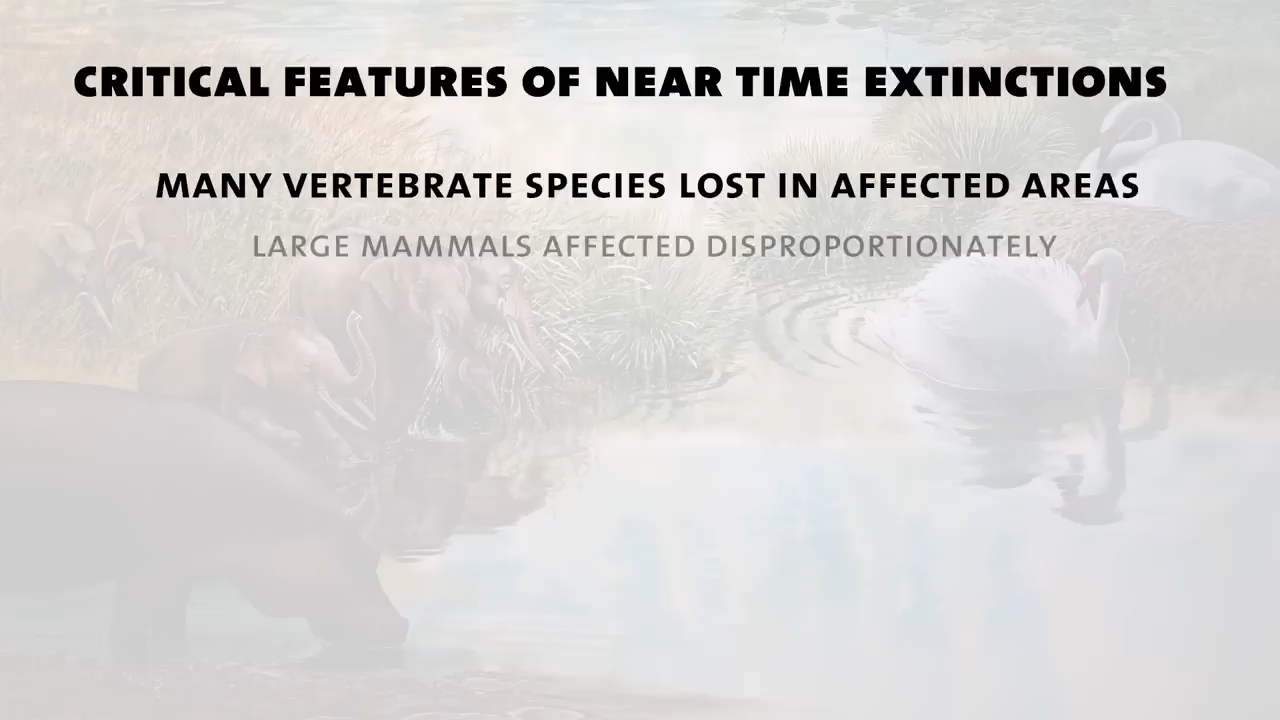 CRITICAL FEATURES OF NEAR TIME EXTINCTIONS
MANY VERTEBRATE SPECIES LOST IN AFFECTED AREAS
LARGE MAMMALS AFFECTED DISPROPORTIONATELY